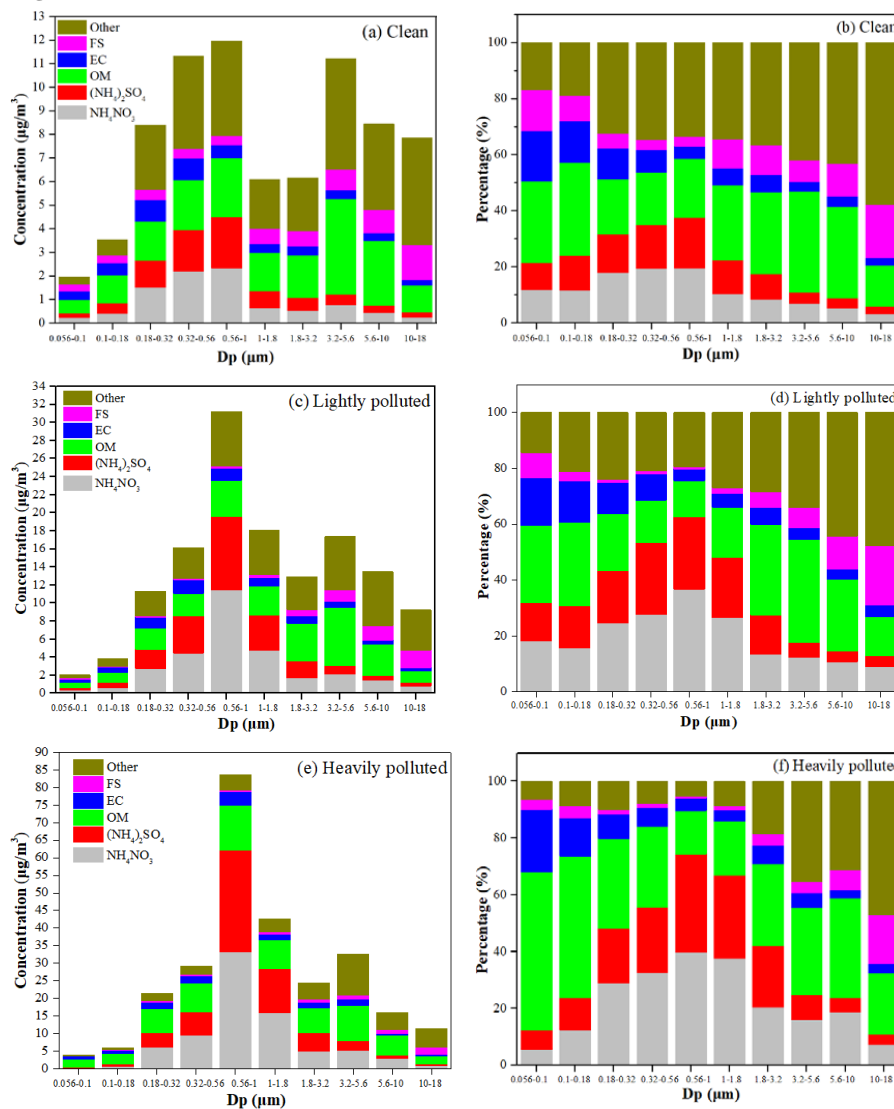 (a) Clean
Other
FS
EC
OM
(NH4)2SO4
NH4NO3
Concentration (μg/m³)
13
12
11
10
9
8
7
6
5
4
3
2
1
0
0.056-0.1 0.1-0.18 0.18-0.32 0.32-0.56 0.56-1 1-1.8 1.8-3.2 3.2-5.6 5.6-10 10-18
Dp (μm)
(b) Clean
Percentage (%)
100
80
60
40
20
0
0.056-0.1 0.1-0.18 0.18-0.32 0.32-0.56 0.56-1 1-1.8 1.8-3.2 3.2-5.6 5.6-10 10-18
Dp (μm)
(c) Lightly polluted
Other
FS
EC
OM
(NH4)2SO4
NH4NO3
Concentration (μg/m³)
34
32
30
28
26
24
22
20
18
16
14
12
10
8
6
4
2
0
0.056-0.1 0.1-0.18 0.18-0.32 0.32-0.56 0.56-1 1-1.8 1.8-3.2 3.2-5.6 5.6-10 10-18
Dp (μm)
(d) Lightly polluted
Percentage (%)
100
80
60
40
20
0
0.056-0.1 0.1-0.18 0.18-0.32 0.32-0.56 0.56-1 1-1.8 1.8-3.2 3.2-5.6 5.6-10 10-18
Dp (μm)
(e) Heavily polluted
Other
FS
EC
OM
(NH4)2SO4
NH4NO3
Concentration (μg/m³)
90
85
80
75
70
65
60
55
50
45
40
35
30
25
20
15
10
5
0
0.056-0.1 0.1-0.18 0.18-0.32 0.32-0.56 0.56-1 1-1.8 1.8-3.2 3.2-5.6 5.6-10 10-18
Dp (μm)
(f) Heavily polluted
Percentage (%)
100
80
60
40
20
0
0.056-0.1 0.1-0.18 0.18-0.32 0.32-0.56 0.56-1 1-1.8 1.8-3.2 3.2-5.6 5.6-10 10-18
Dp (μm)